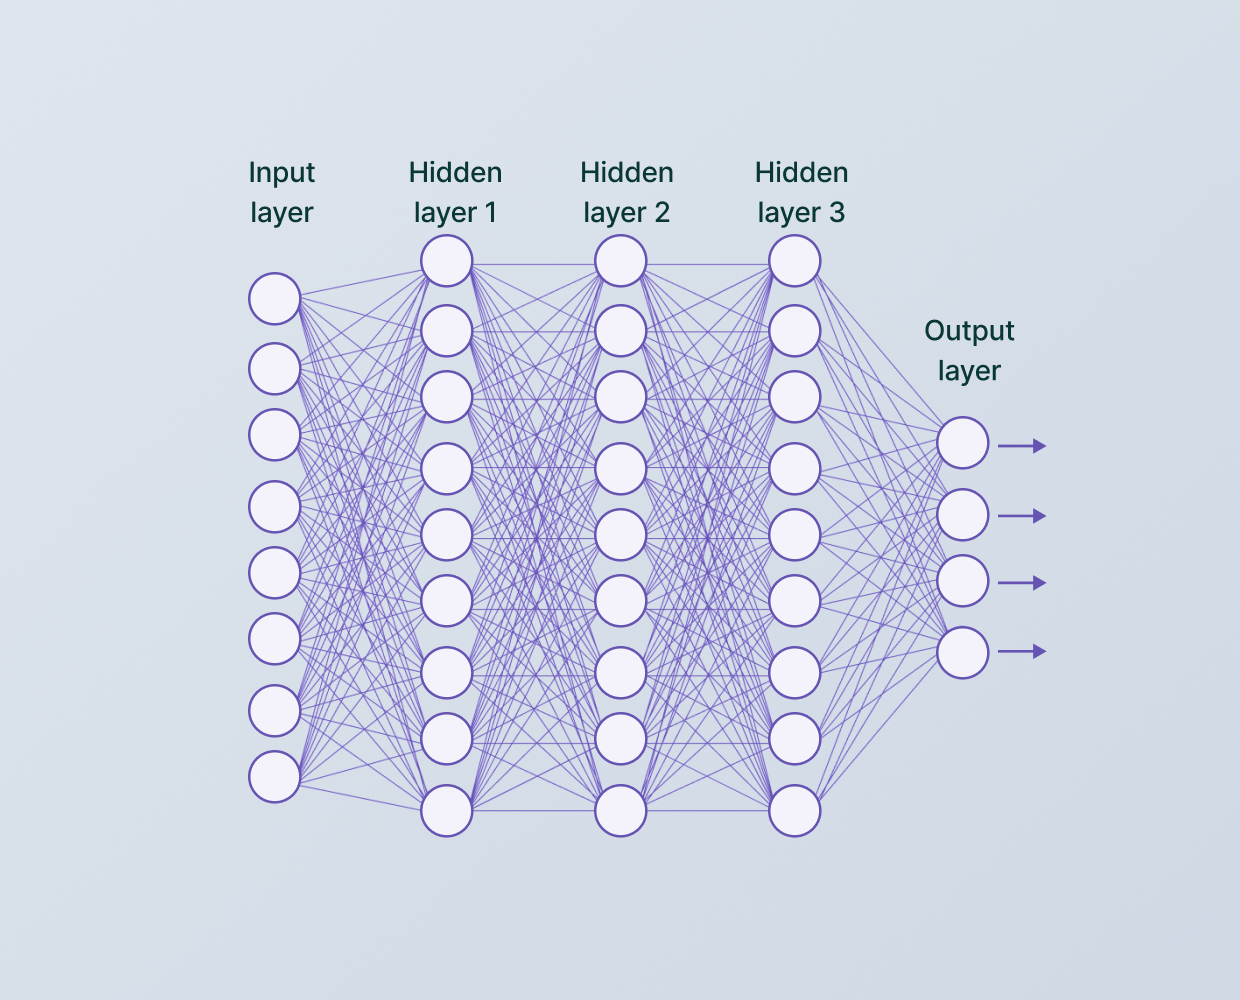 Input
layer
Hidden
layer 1
Hidden
layer 2
Hidden
layer 3
Output
layer